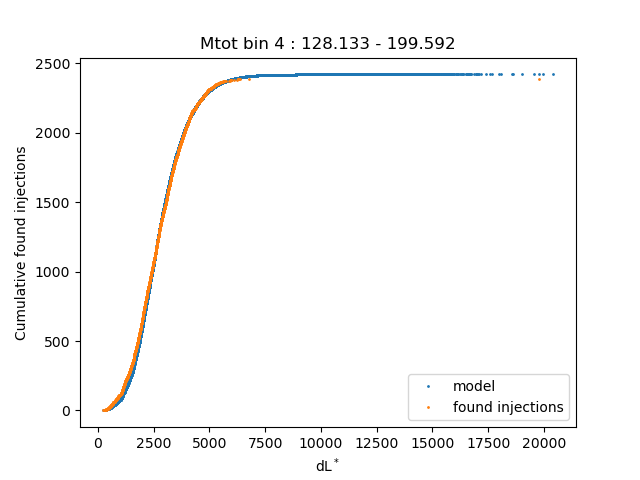 Mtot bin 4 : 128.133 - 199.592
Cumulative found injections
2500
2000
1500
1000
500
0
0 2500 5000 7500 10000 12500 15000 17500 20000
dL*
model
found injections